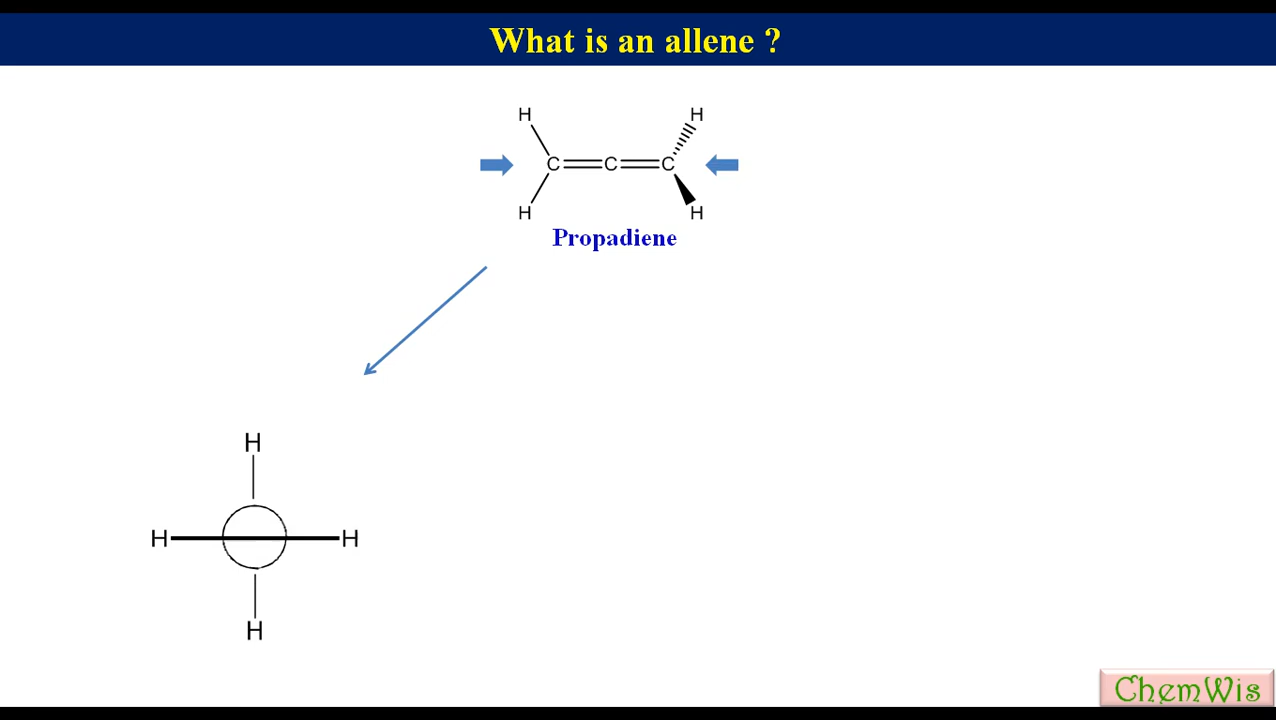 What is an allene ?
H H
C C C
H H
Propadiene
H
H H
H
ChemWis